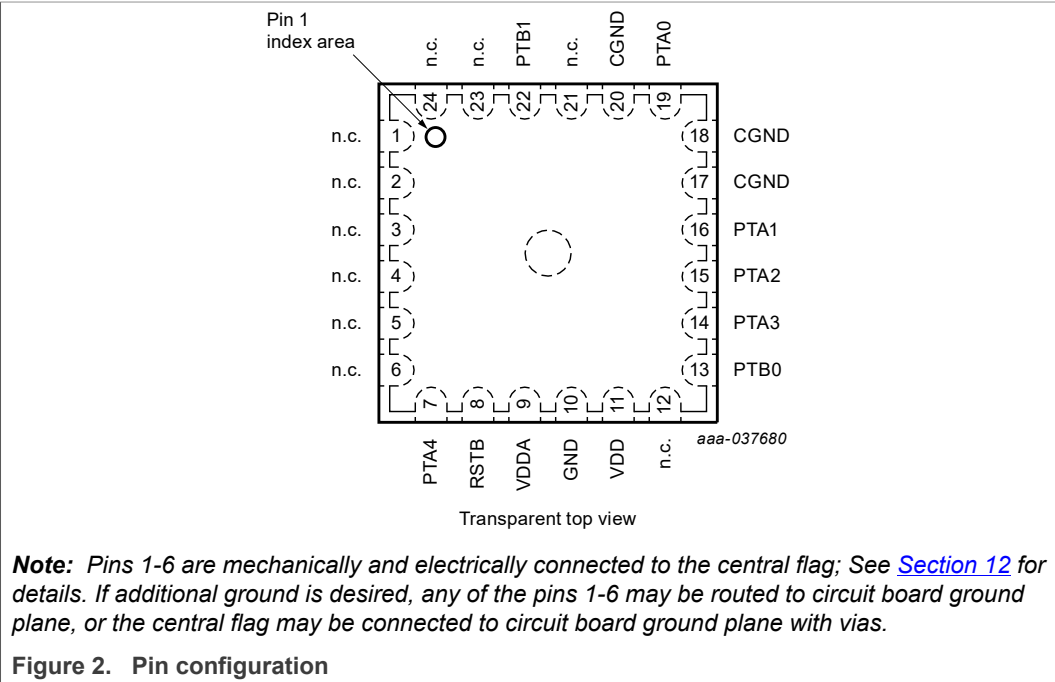 Pin 1
index area
n.c.
n.c.
PTB1
n.c.
CGND
PTA0
24
23
22
21
20
19
n.c. 1
18 CGND
n.c. 2
17 CGND
n.c. 3
16 PTA1
n.c. 4
15 PTA2
n.c. 5
14 PTA3
n.c. 6
13 PTB0
7
8
9
10
11
12
PTA4
RSTB
VDDA
GND
VDD
n.c.
aaa-037680
Transparent top view
Note: Pins 1-6 are mechanically and electrically connected to the central flag; See Section 12 for
details. If additional ground is desired, any of the pins 1-6 may be routed to circuit board ground
plane, or the central flag may be connected to circuit board ground plane with vias.
Figure 2. Pin configuration